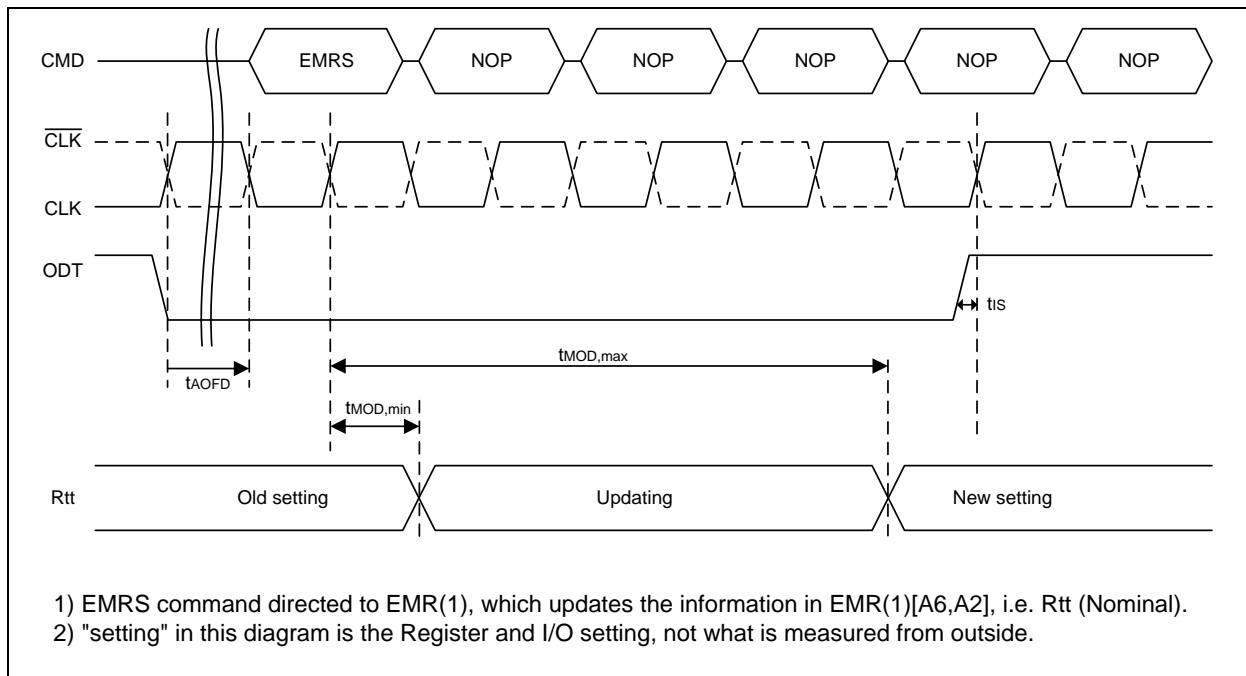 CMD EMRS NOP NOP NOP NOP NOP
CLK
CLK
ODT
tIS
tMOD,max
tAOFD
tMOD,min
Rtt Old setting Updating New setting
1) EMRS command directed to EMR(1), which updates the information in EMR(1)[A6,A2], i.e. Rtt (Nominal).
2) "setting" in this diagram is the Register and I/O setting, not what is measured from outside.